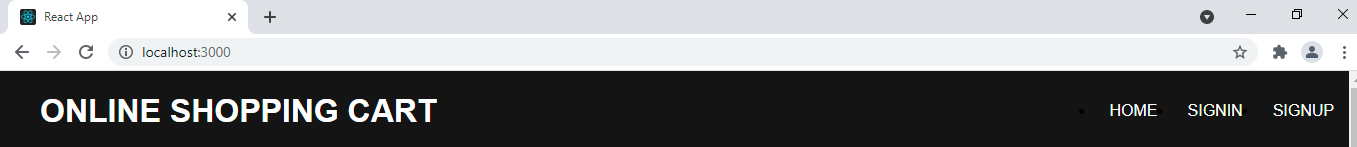 React App
localhost:3000
ONLINE SHOPPING CART HOME SIGNIN SIGNUP